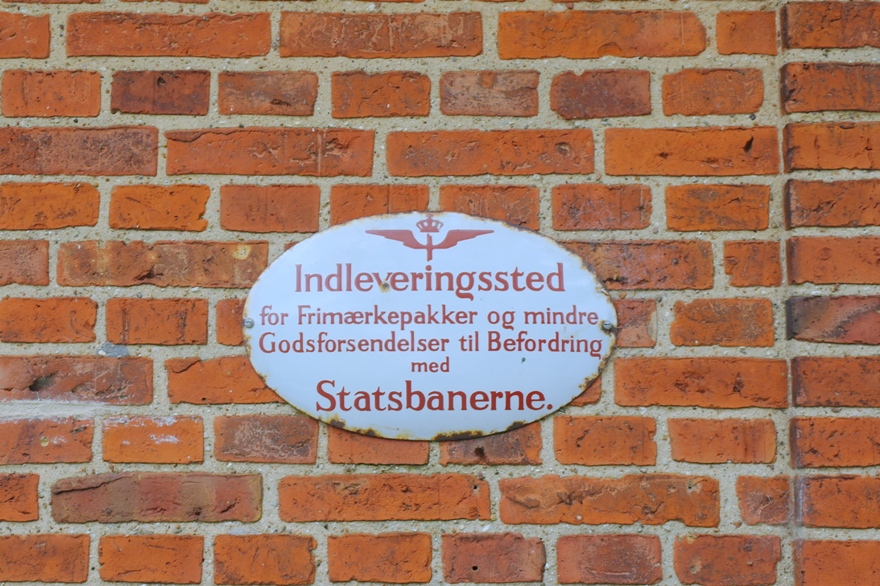 Indleveringssted
for Frimærkepakker og mindre
Godsforsendelser til Befordring
med
Statsbanerne.